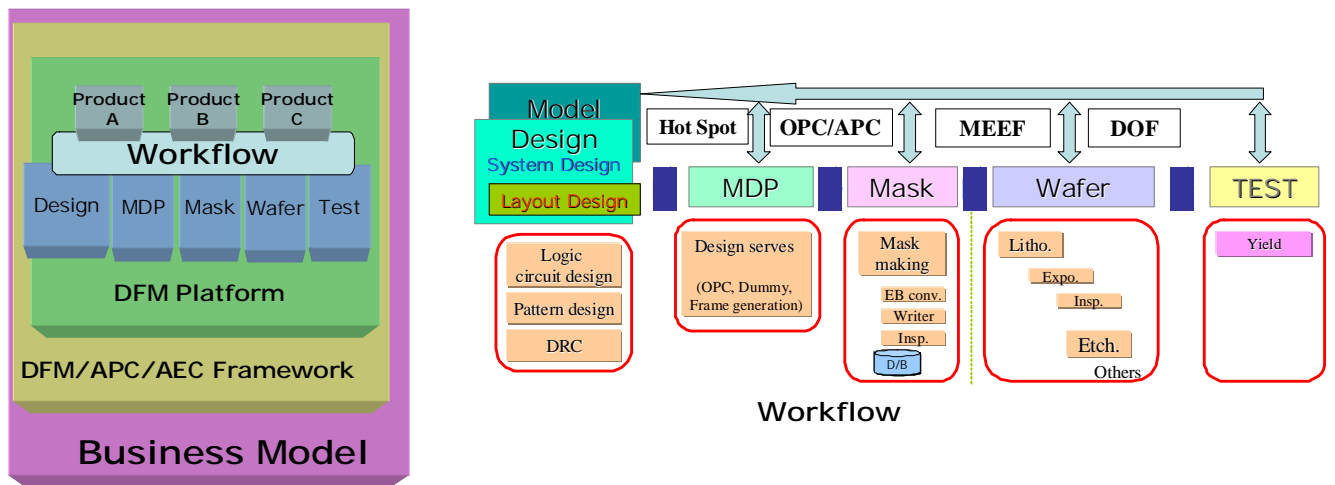 Product
A
Product
B
Product
C
Workflow
Design
MDP
Mask
Wafer
Test
DFM Platform
DFM/APC/AEC Framework
Business Model
Model
Design
System Design
Layout Design
Hot Spot
OPC/APC
MEEF
DOF
MDP
Mask
Wafer
TEST
Logic
circuit design
Pattern design
DRC
Design serves
(OPC, Dummy,
Frame generation)
Mask
making
EB conv.
Writer
Insp.
D/B
Litho.
Expo.
Insp.
Etch.
Others
Yield
Workflow